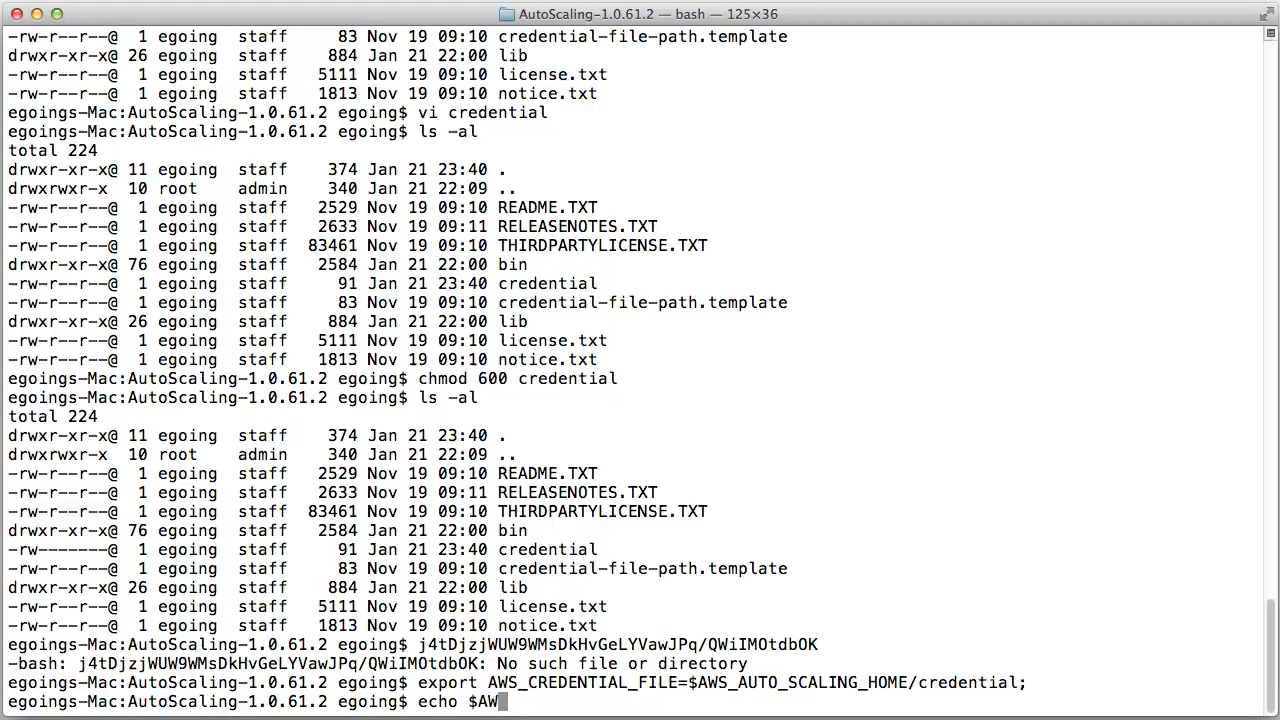 AutoScaling-1.0.61.2 — bash — 125×36
-rw-r--r--@ 1 egoing staff 83 Nov 19 09:10 credential-file-path.template
drwxr-xr-x@ 26 egoing staff 884 Jan 21 22:00 lib
-rw-r--r--@ 1 egoing staff 5111 Nov 19 09:10 license.txt
-rw-r--r--@ 1 egoing staff 1813 Nov 19 09:10 notice.txt
egoings-Mac:AutoScaling-1.0.61.2 egoing$ vi credential
egoings-Mac:AutoScaling-1.0.61.2 egoing$ ls -al
total 224
drwxr-xr-x@ 11 egoing staff 374 Jan 21 23:40 .
drwxrwxr-x 10 root admin 340 Jan 21 22:09 ..
-rw-r--r--@ 1 egoing staff 2529 Nov 19 09:10 README.TXT
-rw-r--r--@ 1 egoing staff 2633 Nov 19 09:11 RELEASENOTES.TXT
-rw-r--r--@ 1 egoing staff 83461 Nov 19 09:10 THIRDPARTYLICENSE.TXT
drwxr-xr-x@ 76 egoing staff 2584 Jan 21 22:00 bin
-rw-r--r--@ 1 egoing staff 91 Jan 21 23:40 credential
-rw-r--r--@ 1 egoing staff 83 Nov 19 09:10 credential-file-path.template
drwxr-xr-x@ 26 egoing staff 884 Jan 21 22:00 lib
-rw-r--r--@ 1 egoing staff 5111 Nov 19 09:10 license.txt
-rw-r--r--@ 1 egoing staff 1813 Nov 19 09:10 notice.txt
egoings-Mac:AutoScaling-1.0.61.2 egoing$ chmod 600 credential
egoings-Mac:AutoScaling-1.0.61.2 egoing$ ls -al
total 224
drwxr-xr-x@ 11 egoing staff 374 Jan 21 23:40 .
drwxrwxr-x 10 root admin 340 Jan 21 22:09 ..
-rw-r--r--@ 1 egoing staff 2529 Nov 19 09:10 README.TXT
-rw-r--r--@ 1 egoing staff 2633 Nov 19 09:11 RELEASENOTES.TXT
-rw-r--r--@ 1 egoing staff 83461 Nov 19 09:10 THIRDPARTYLICENSE.TXT
drwxr-xr-x@ 76 egoing staff 2584 Jan 21 22:00 bin
-rw-------@ 1 egoing staff 91 Jan 21 23:40 credential
-rw-r--r--@ 1 egoing staff 83 Nov 19 09:10 credential-file-path.template
drwxr-xr-x@ 26 egoing staff 884 Jan 21 22:00 lib
-rw-r--r--@ 1 egoing staff 5111 Nov 19 09:10 license.txt
-rw-r--r--@ 1 egoing staff 1813 Nov 19 09:10 notice.txt
egoings-Mac:AutoScaling-1.0.61.2 egoing$ j4tDjzjWUW9WMsDkHvGeLYVawJPq/QWiIMOtdbOK
-bash: j4tDjzjWUW9WMsDkHvGeLYVawJPq/QWiIMOtdbOK: No such file or directory
egoings-Mac:AutoScaling-1.0.61.2 egoing$ export AWS_CREDENTIAL_FILE=$AWS_AUTO_SCALING_HOME/credential;
egoings-Mac:AutoScaling-1.0.61.2 egoing$ echo $AW